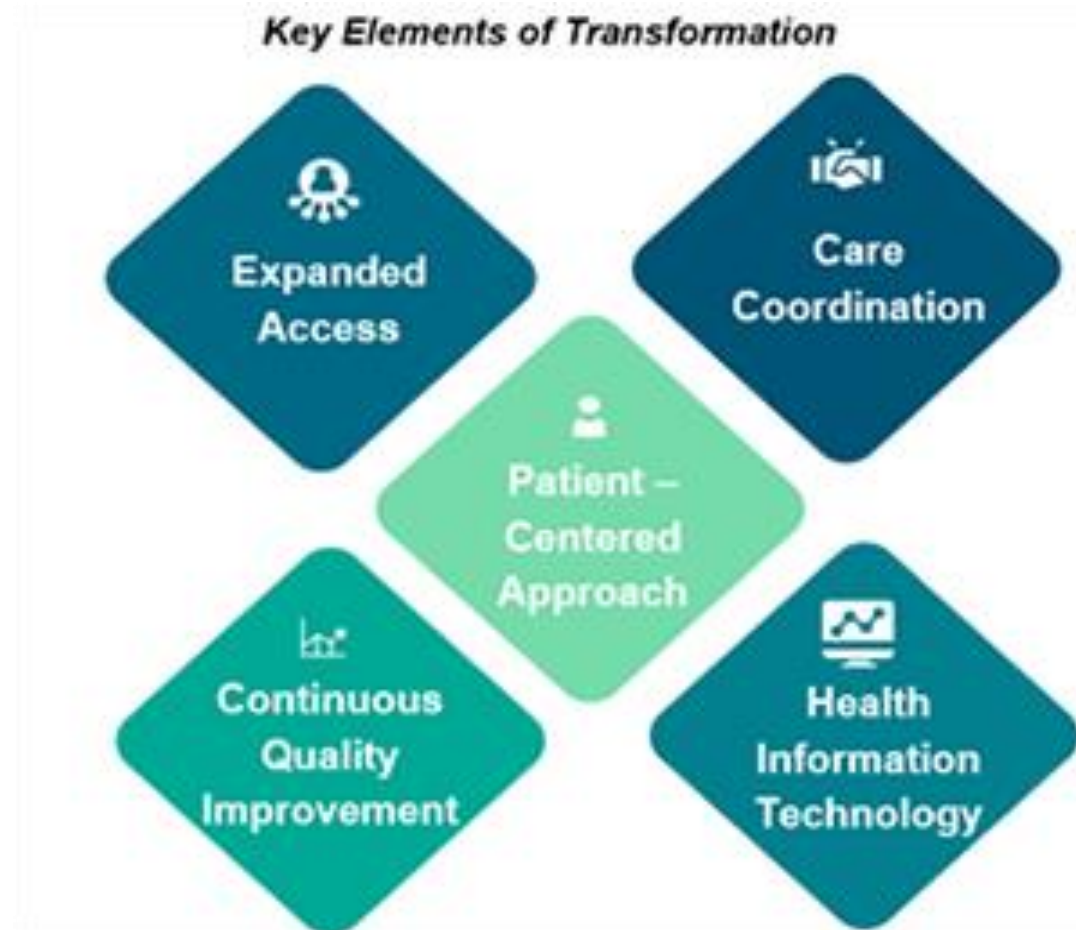 Key Elements of Transformation
Expanded
Access
Care
Coordination
Patient –
Centered
Approach
Continuous
Quality
Improvement
Health
Information
Technology